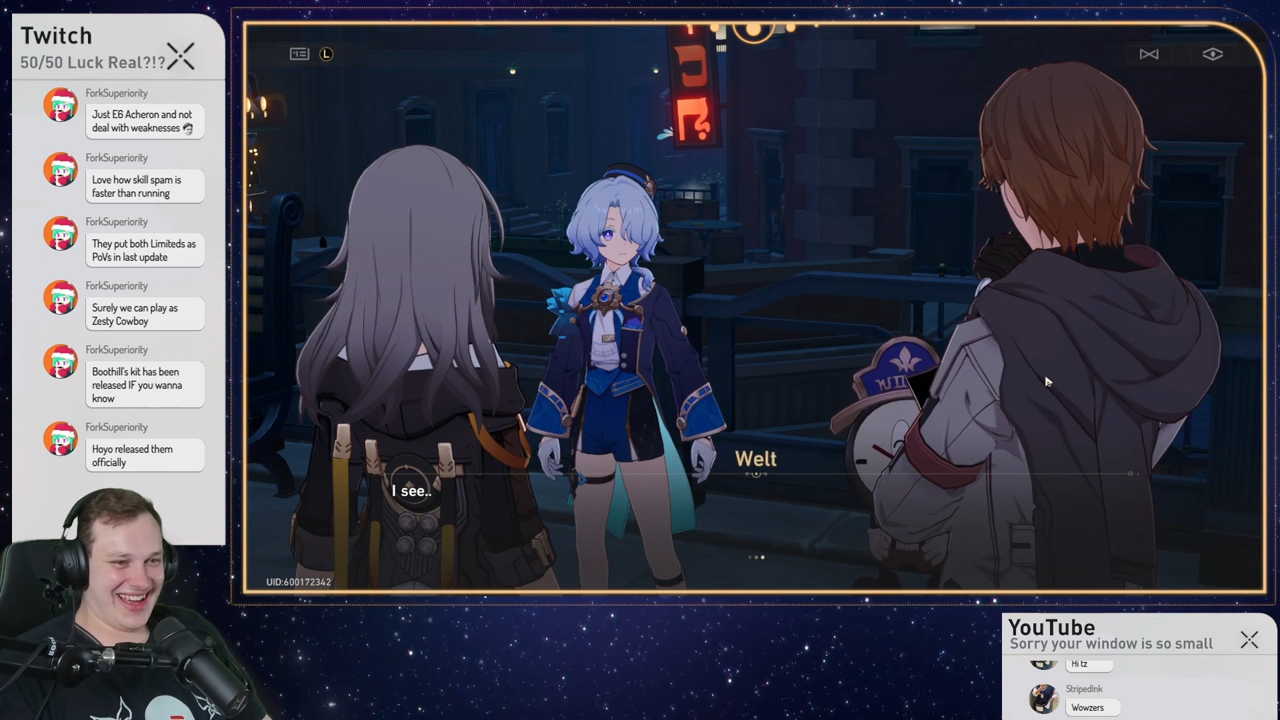 Twitch
50/50 Luck Real?!?
ForkSuperiority
Just E6 Acheron and not
deal with weaknesses
ForkSuperiority
Love how skill spam is
faster than running
ForkSuperiority
They put both Limiteds as
PoVs in last update
ForkSuperiority
Surely we can play as
Zesty Cowboy
ForkSuperiority
Boothill's kit has been
released IF you wanna
know
ForkSuperiority
Hoyo released them
officially
L
Welt
I see..
UID:600172342
YouTube
Sorry your window is so small
Hi tz
StripedInk
Wowzers